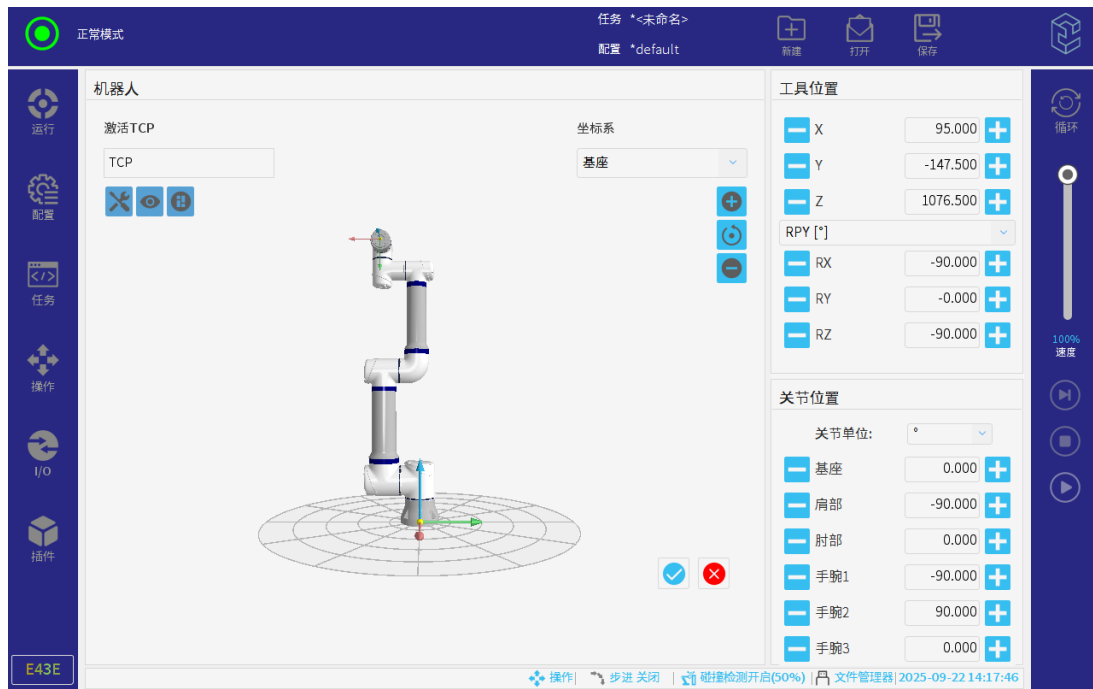 正常模式
任务 *<未命名>
配置 *default
新建
打开
保存
运行
配置
任务
操作
I/O
插件
E43E
机器人
激活TCP
TCP
坐标系
基座
工具位置
X 95.000
Y -147.500
Z 1076.500
RPY [°]
RX -90.000
RY -0.000
RZ -90.000
关节位置
关节单位: °
基座 0.000
肩部 -90.000
肘部 0.000
手腕1 -90.000
手腕2 90.000
手腕3 0.000
循环
100%
速度
操作| 步进 关闭 | 碰撞检测开启(50%) | 文件管理器|2025-09-22 14:17:46